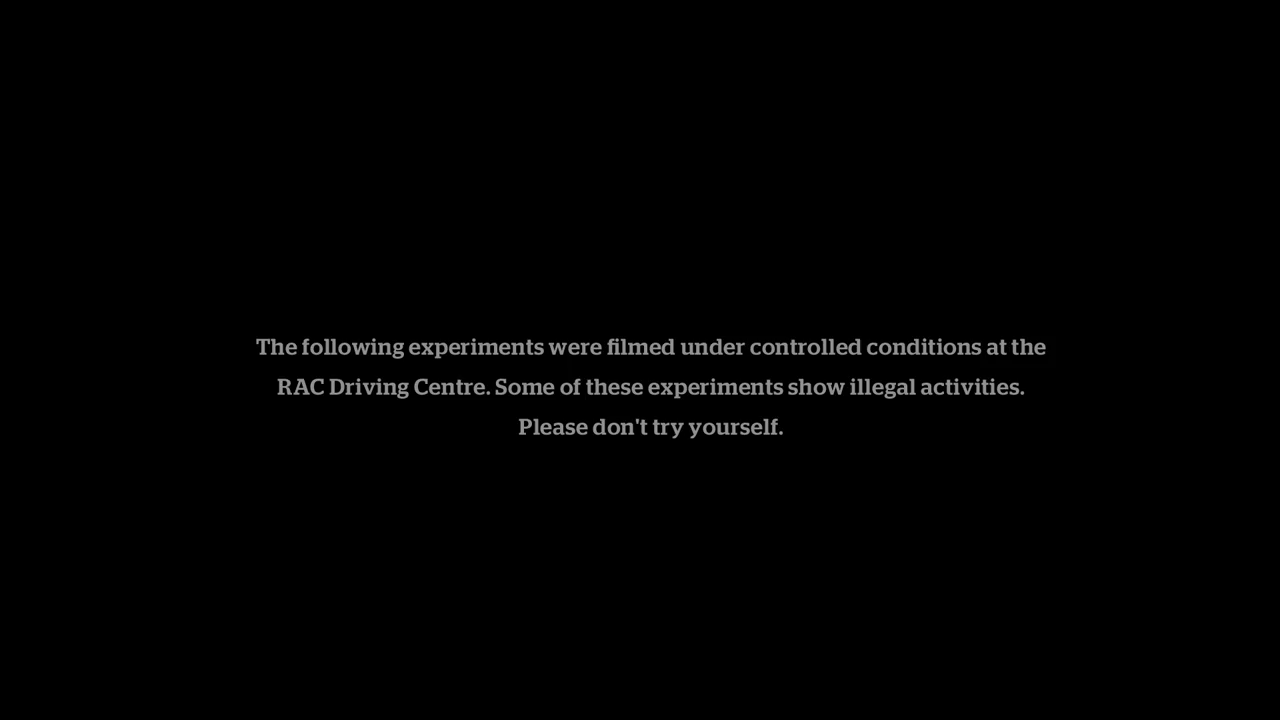 The following experiments were filmed under controlled conditions at the
RAC Driving Centre. Some of these experiments show illegal activities.
Please don't try yourself.